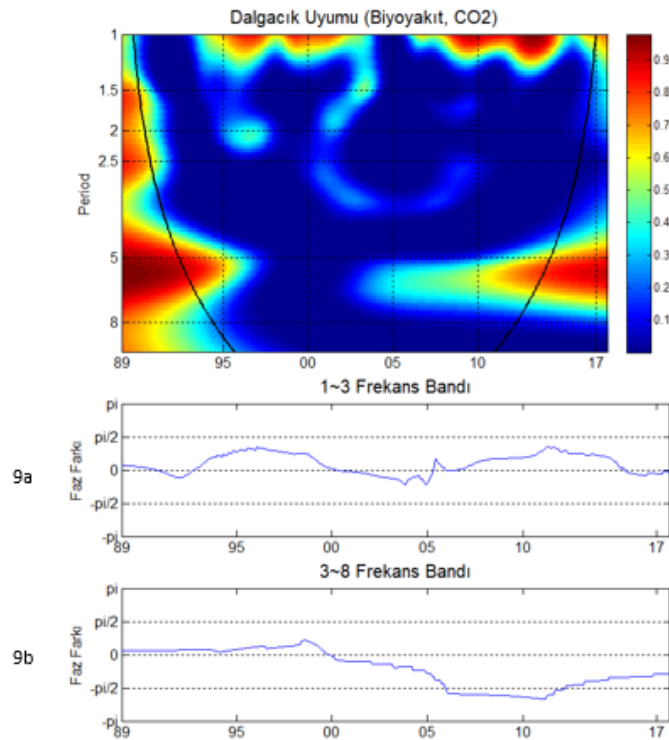 Dalgacık Uyumu (Biyoyakıt, CO2)
Period
1
1.5
2
2.5
5
8
89 95 00 05 10 17
0.9
0.8
0.7
0.6
0.5
0.4
0.3
0.2
0.1
1~3 Frekans Bandı
9a
Faz Farkı
pi
pi/2
0
-pi/2
-pi
89 95 00 05 10 17
3~8 Frekans Bandı
9b
Faz Farkı
pi
pi/2
0
-pi/2
-pi
89 95 00 05 10 17